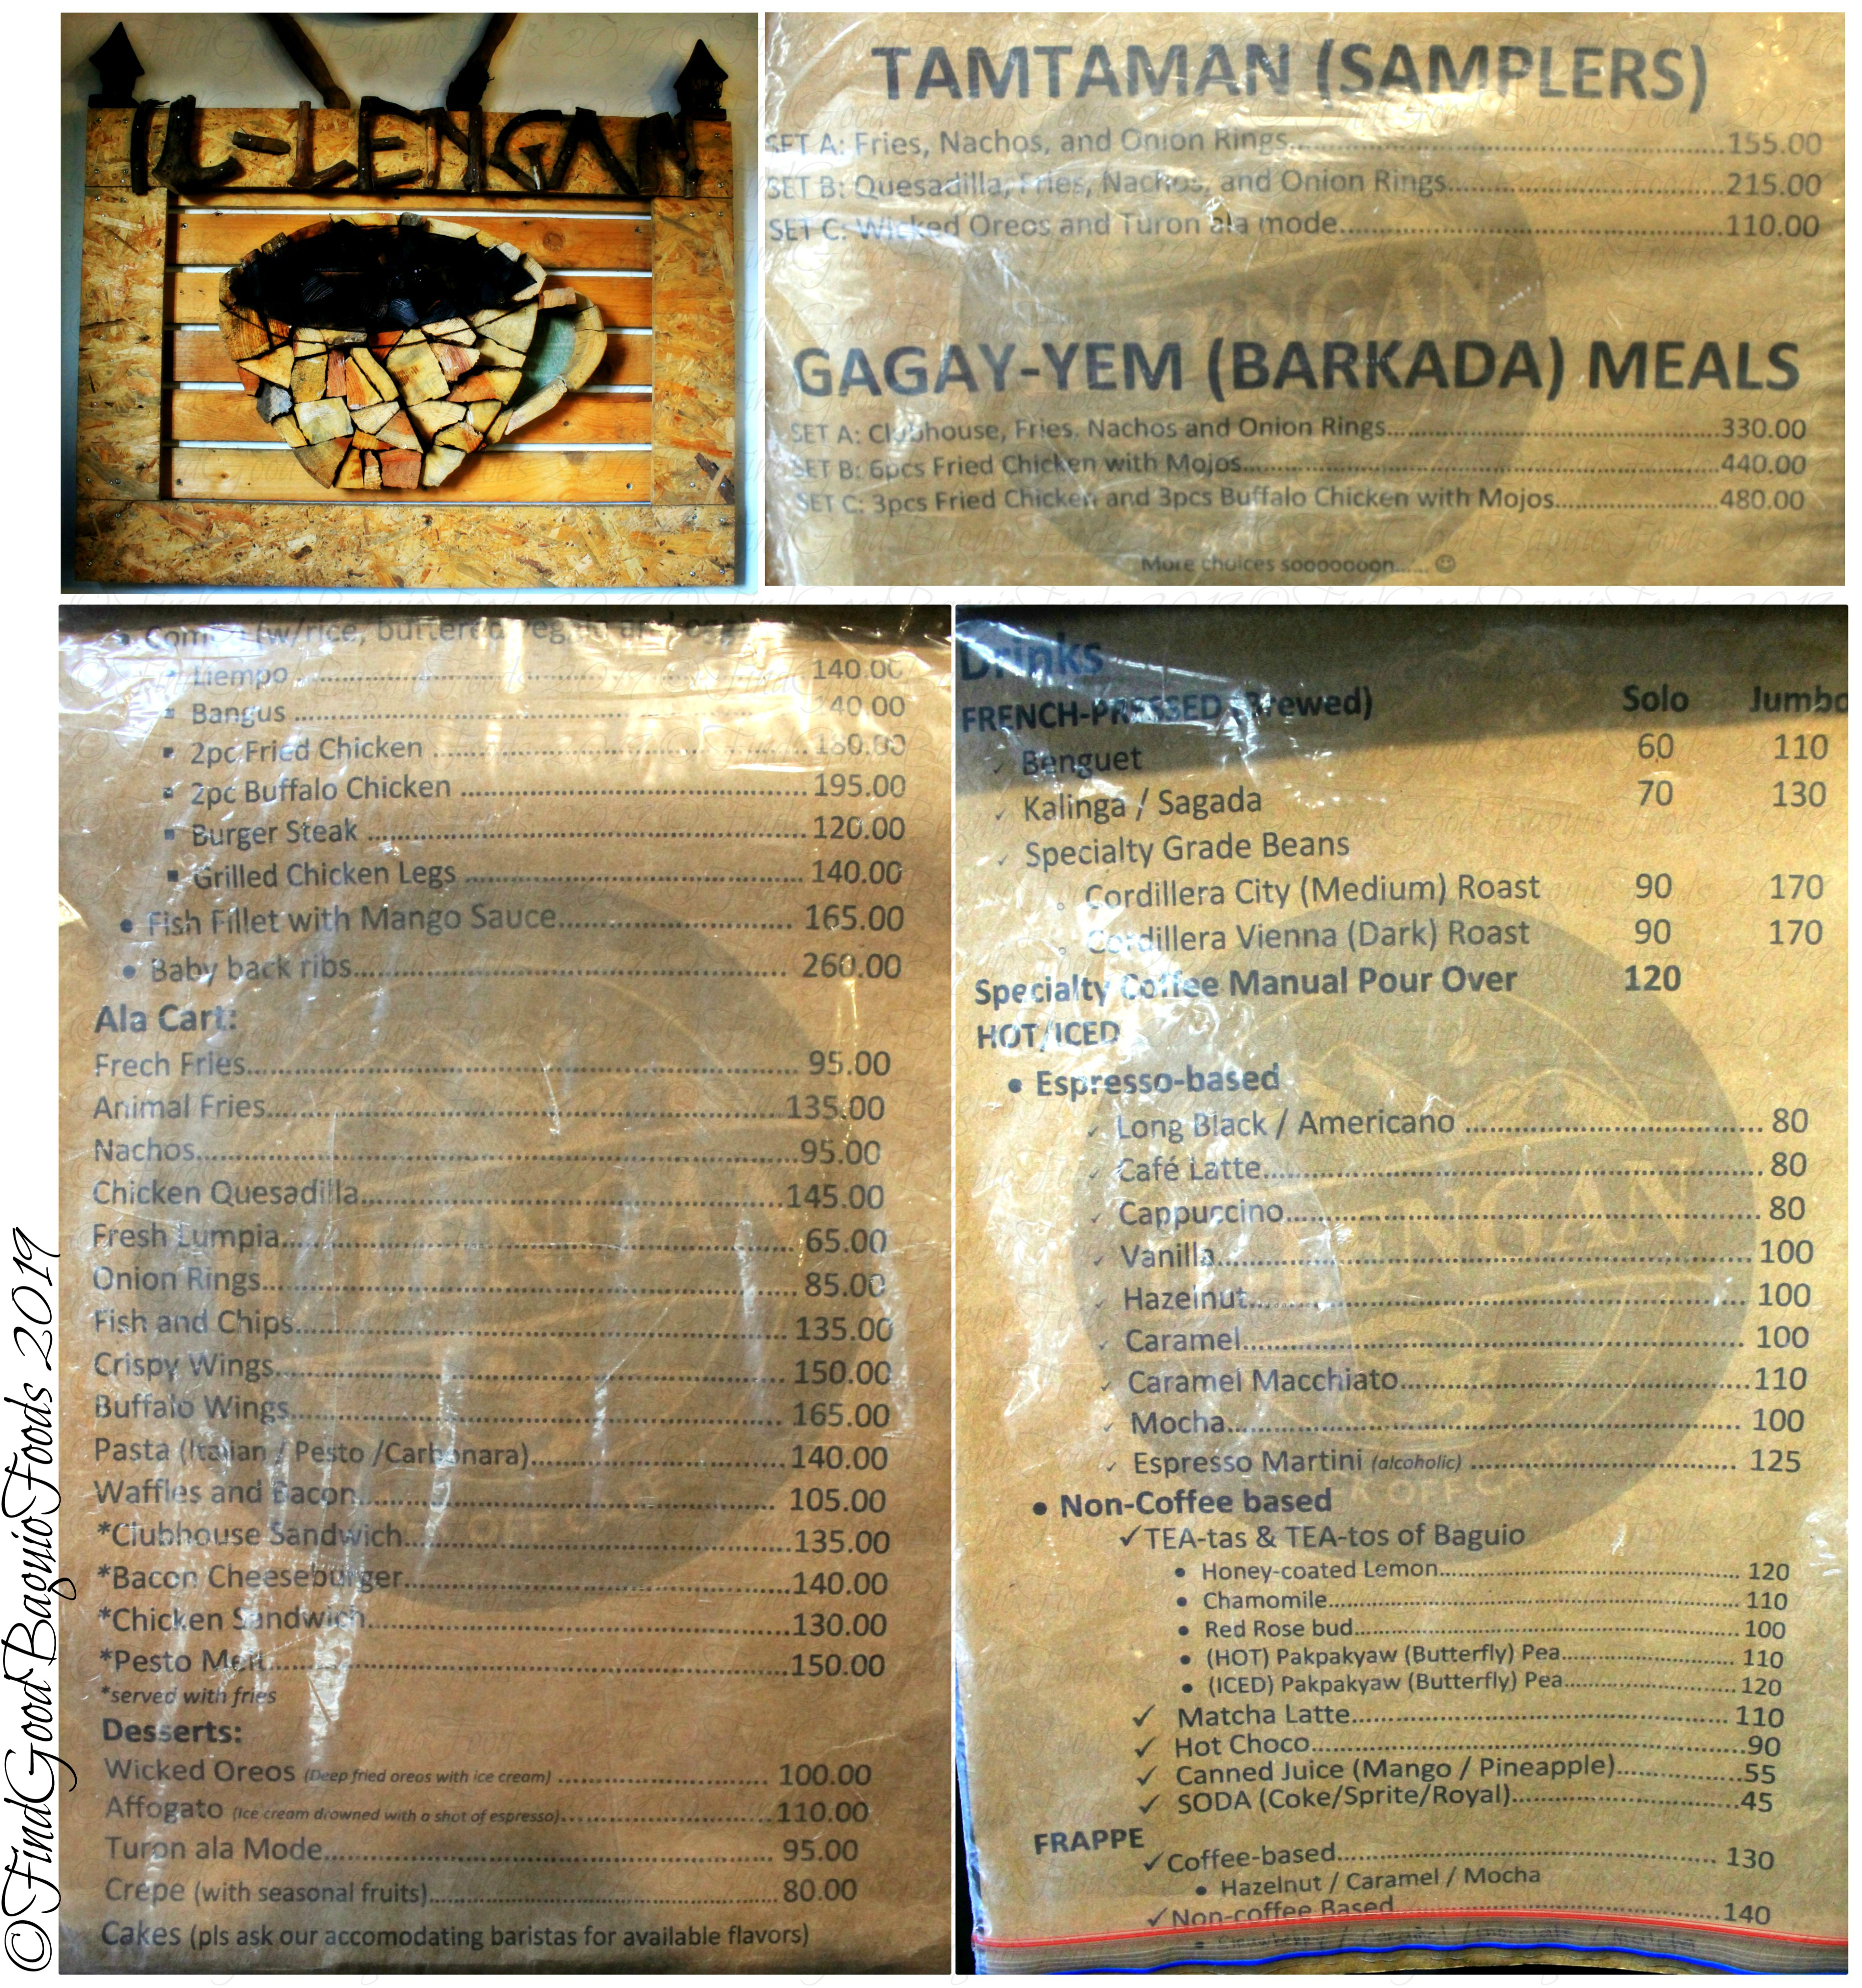 IL-LENGAN
TAMTAMAN (SAMPLERS)
SET A: Fries, Nachos, and Onion Rings.......155.00
SET B: Quesadilla, Fries, Nachos, and Onion Rings.......215.00
SET C: Wicked Oreos and Turon ala mode.......110.00
GAGAY-YEM (BARKADA) MEALS
SET A: Clubhouse, Fries, Nachos and Onion Rings.......330.00
SET B: 6pcs Fried Chicken with Mojos.......440.00
SET C: 3pcs Fried Chicken and 3pcs Buffalo Chicken with Mojos.......480.00
More choices sooooooon...... ☺
(w/rice, buttered
Liempo.......140.00
Bangus.......40.00
2pc Fried Chicken
2pc Buffalo Chicken.......195.00
Burger Steak.......120.00
Grilled Chicken Legs.......140.00
• Fish Fillet with Mango Sauce.......165.00
• Baby back ribs.......260.00
Ala Cart:
Frech Fries.......95.00
Animal Fries.......135.00
Nachos.......95.00
Chicken Quesadilla.......145.00
Fresh Lumpia.......65.00
Onion Rings.......85.00
Fish and Chips.......135.00
Crispy Wings.......150.00
Buffalo Wings.......165.00
Pasta (Italian / Pesto /Carbonara).......140.00
Waffles and Bacon.......105.00
*Clubhouse Sandwich.......135.00
*Bacon Cheeseburger.......140.00
*Chicken Sandwich.......130.00
*Pesto Melt.......150.00
*served with fries
Desserts:
Wicked Oreos (Deep fried oreos with ice cream).......100.00
Affogato (Ice cream drowned with a shot of espresso).......110.00
Turon ala Mode.......95.00
Crepe (with seasonal fruits).......80.00
Cakes (pls ask our accomodating baristas for available flavors)
Drinks
FRENCH-PRESSED (Brewed) Solo Jumbo
✓ Benguet 60 110
✓ Kalinga / Sagada 70 130
✓ Specialty Grade Beans
Cordillera City (Medium) Roast 90 170
Cordillera Vienna (Dark) Roast 90 170
Specialty Coffee Manual Pour Over 120
HOT/ICED
• Espresso-based
✓ Long Black / Americano.......80
✓ Café Latte.......80
✓ Cappuccino.......80
✓ Vanilla.......100
✓ Hazelnut.......100
✓ Caramel.......100
✓ Caramel Macchiato.......110
✓ Mocha.......100
✓ Espresso Martini (alcoholic).......125
• Non-Coffee based
✓TEA-tas & TEA-tos of Baguio
• Honey-coated Lemon.......120
• Chamomile.......110
• Red Rose bud.......100
• (HOT) Pakpakyaw (Butterfly) Pea.......110
• (ICED) Pakpakyaw (Butterfly) Pea.......120
✓ Matcha Latte.......110
✓ Hot Choco.......90
✓ Canned Juice (Mango / Pineapple).......55
✓ SODA (Coke/Sprite/Royal).......45
FRAPPE
✓Coffee-based.......130
• Hazelnut / Caramel / Mocha
✓Non-coffee Based.......140
©FindGoodBaguioFoods 2019